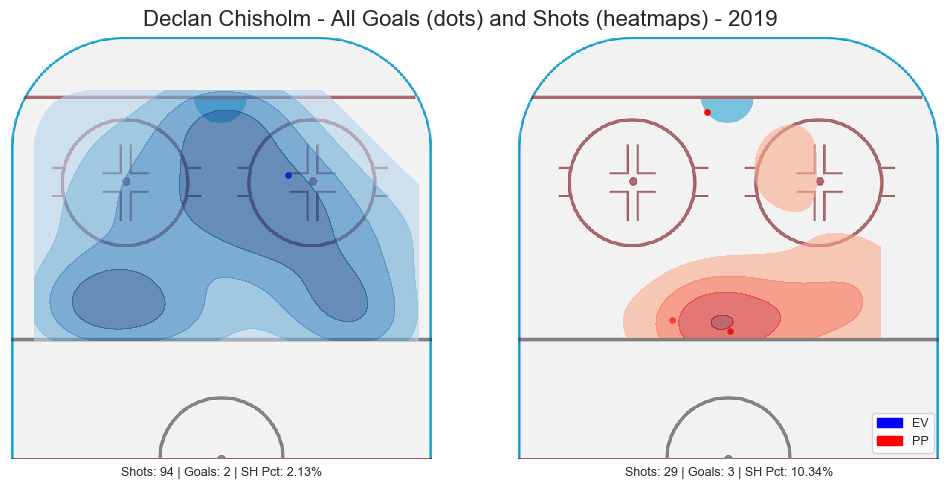 Declan Chisholm - All Goals (dots) and Shots (heatmaps) - 2019
EV
PP
Shots: 94 | Goals: 2 | SH Pct: 2.13%
Shots: 29 | Goals: 3 | SH Pct: 10.34%